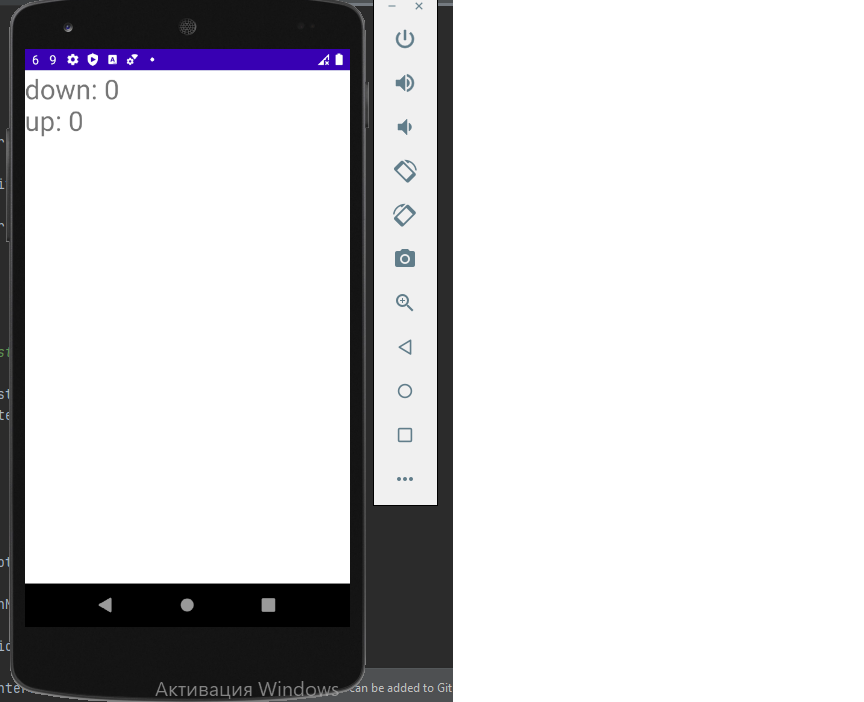 6 9
down: 0
up: 0
Активация Windows
can be added to Git